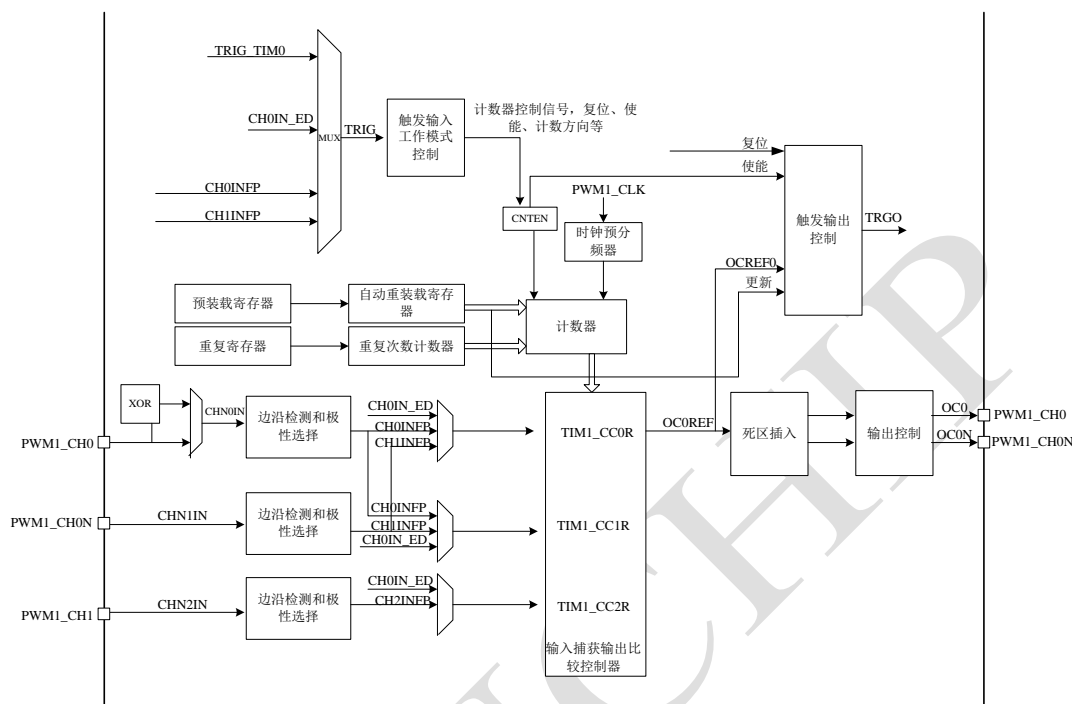 TRIG_TIM0
CH0IN_ED
CH0INFP
CH1INFP
MUX
TRIG
触发输入
工作模式
控制
计数器控制信号，复位、使
能、计数方向等
CNTEN
PWM1_CLK
时钟预分
频器
复位
使能
OCREF0
更新
触发输出
控制
TRGO
预装载寄存器
自动重装载寄存
器
重复寄存器
重复次数计数器
计数器
XOR
CHN0IN
PWM1_CH0
边沿检测和极
性选择
CH0IN_ED
CH0INFP
CH1INFP
TIM1_CC0R
OC0REF
死区插入
输出控制
OC0
OC0N
PWM1_CH0
PWM1_CH0N
PWM1_CH0N
CHN1IN
边沿检测和极
性选择
CH0INFP
CH1INFP
CH0IN_ED
TIM1_CC1R
PWM1_CH1
CHN2IN
边沿检测和极
性选择
CH0IN_ED
CH2INFP
TIM1_CC2R
输入捕获输出比
较控制器